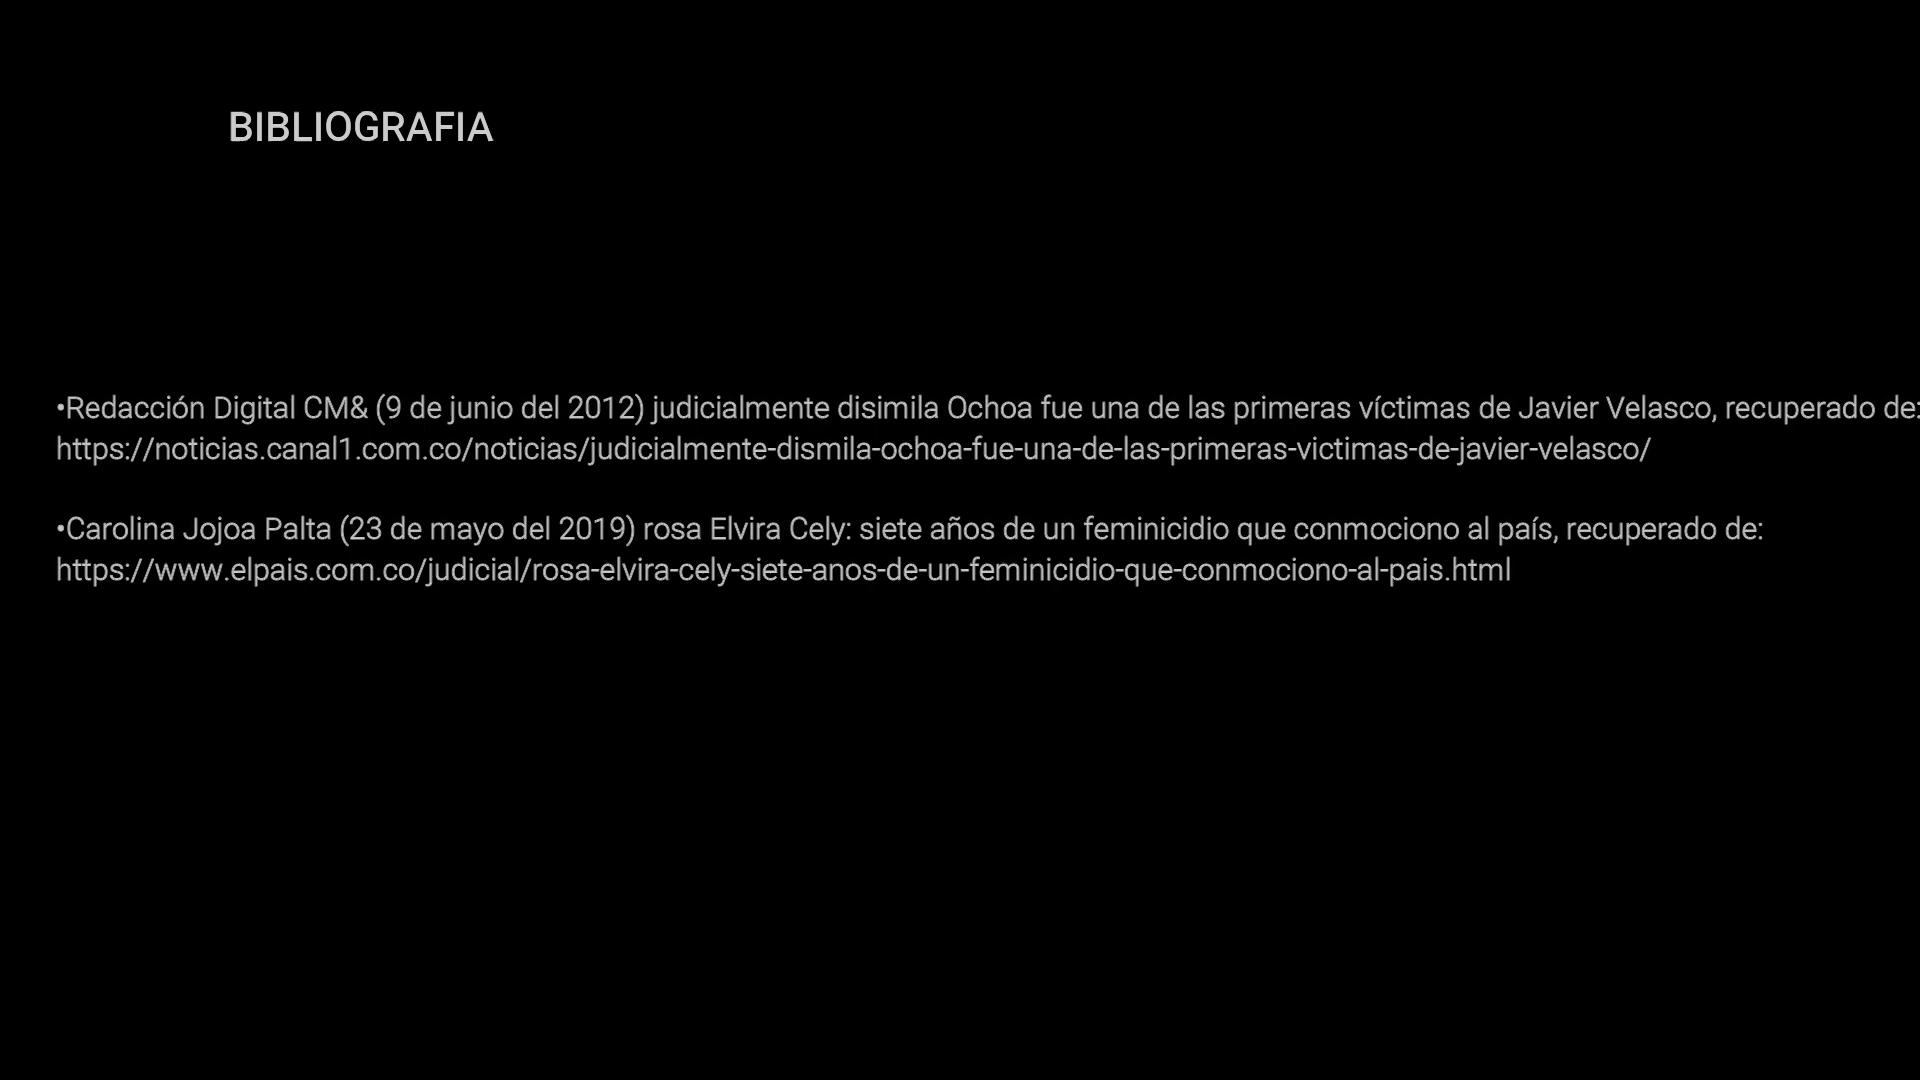 BIBLIOGRAFIA
•Redacción Digital CM& (9 de junio del 2012) judicialmente disimila Ochoa fue una de las primeras víctimas de Javier Velasco, recuperado de:
https://noticias.canal1.com.co/noticias/judicialmente-dismila-ochoa-fue-una-de-las-primeras-victimas-de-javier-velasco/
•Carolina Jojoa Palta (23 de mayo del 2019) rosa Elvira Cely: siete años de un feminicidio que conmociono al país, recuperado de:
https://www.elpais.com.co/judicial/rosa-elvira-cely-siete-anos-de-un-feminicidio-que-conmociono-al-pais.html